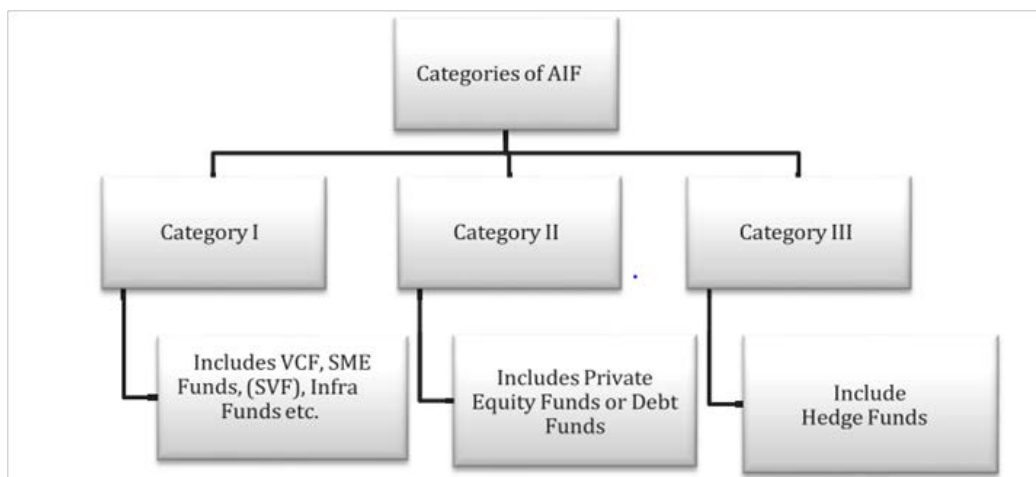 Categories of AIF
Category I
Category II
Category III
Includes VCF, SME
Funds, (SVF), Infra
Funds etc.
Includes Private
Equity Funds or Debt
Funds
Include
Hedge Funds